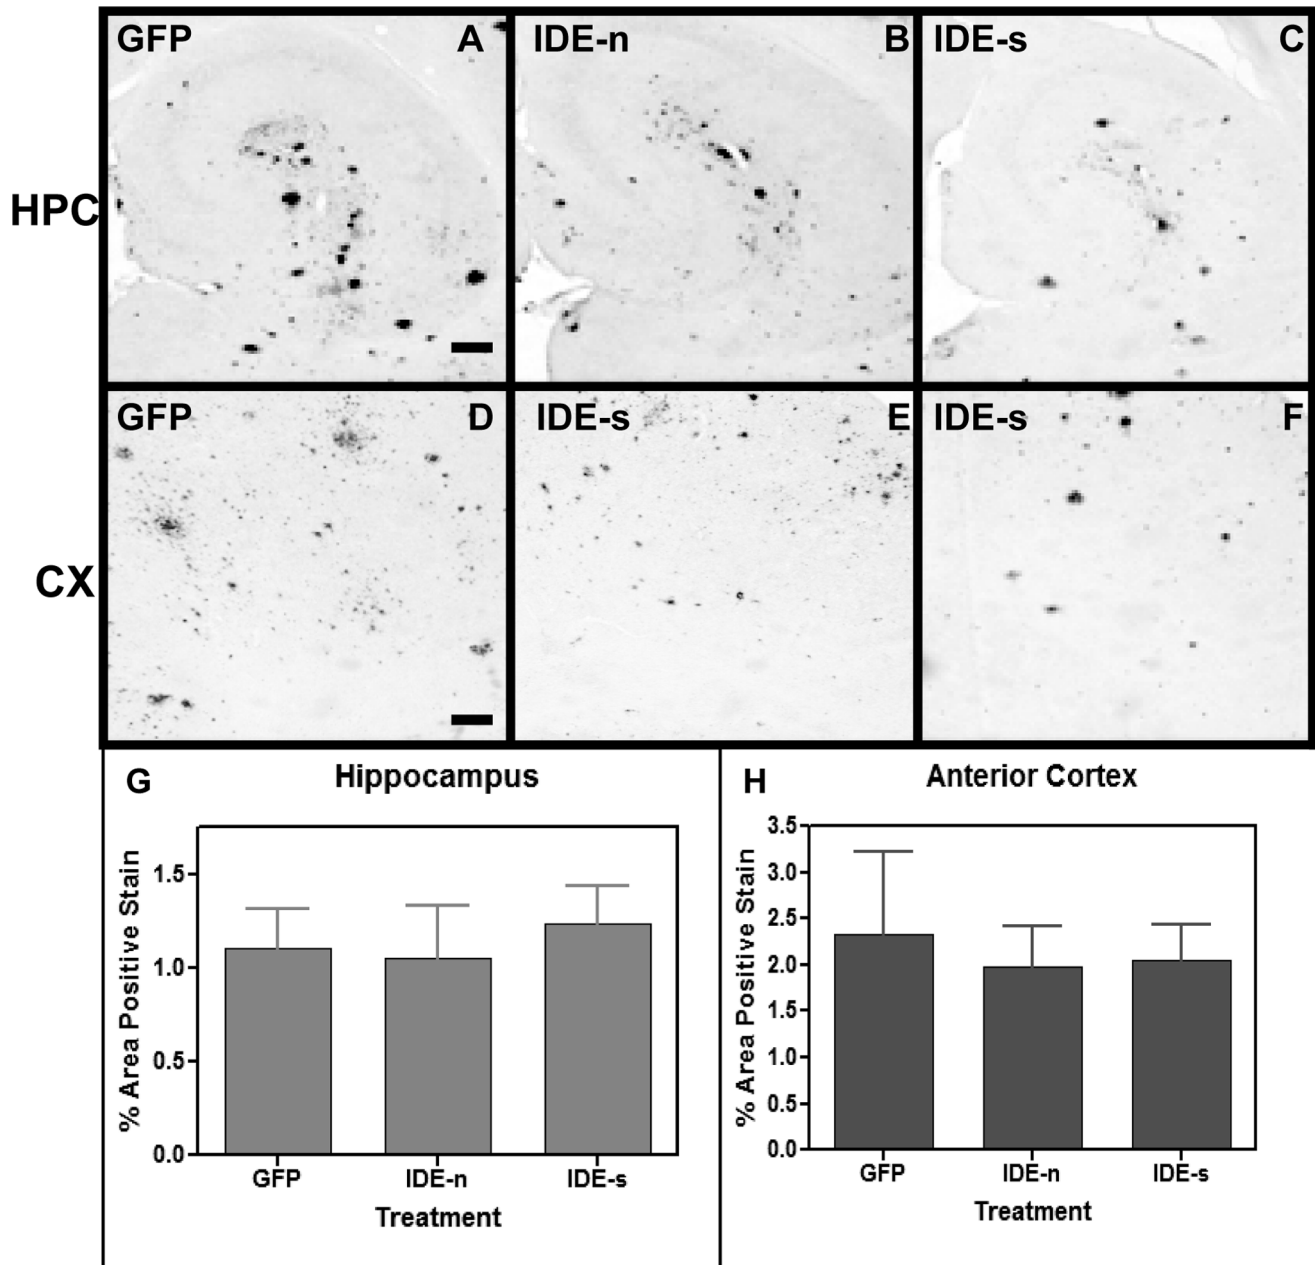 GFP A IDE-n B IDE-s C
HPC
GFP D IDE-s E IDE-s F
CX
G Hippocampus
% Area Positive Stain
1.5
1.0
0.5
0.0
GFP IDE-n IDE-s
Treatment
H Anterior Cortex
% Area Positive Stain
3.5
3.0
2.5
2.0
1.5
1.0
0.5
0.0
GFP IDE-n IDE-s
Treatment